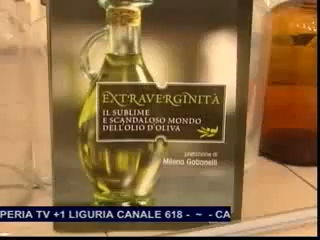 EXTRAVERGINITÀ
IL SUBLIME
E SCANDALOSO MONDO
DELL'OLIO D'OLIVA
prefazione di
Milena Gabanelli
PERIA TV +1 LIGURIA CANALE 618 - ~ - CA